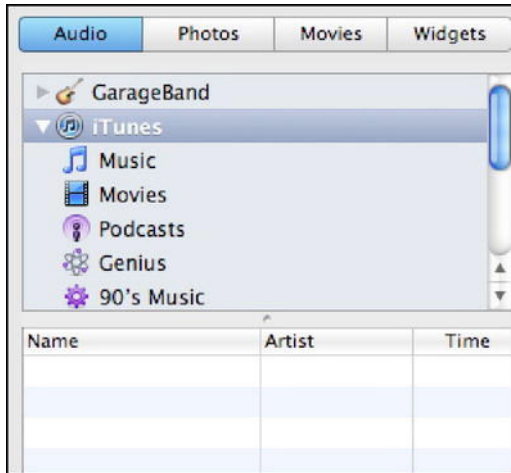 Audio Photos Movies Widgets
GarageBand
iTunes
Music
Movies
Podcasts
Genius
90's Music
Name Artist Time